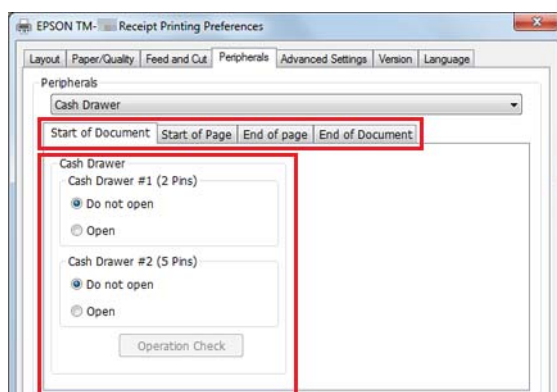 EPSON TM- Receipt Printing Preferences
Layout Paper/Quality Feed and Cut Peripherals Advanced Settings Version Language
Peripherals
Cash Drawer
Start of Document Start of Page End of page End of Document
Cash Drawer
Cash Drawer #1 (2 Pins)
Do not open
Open
Cash Drawer #2 (5 Pins)
Do not open
Open
Operation Check